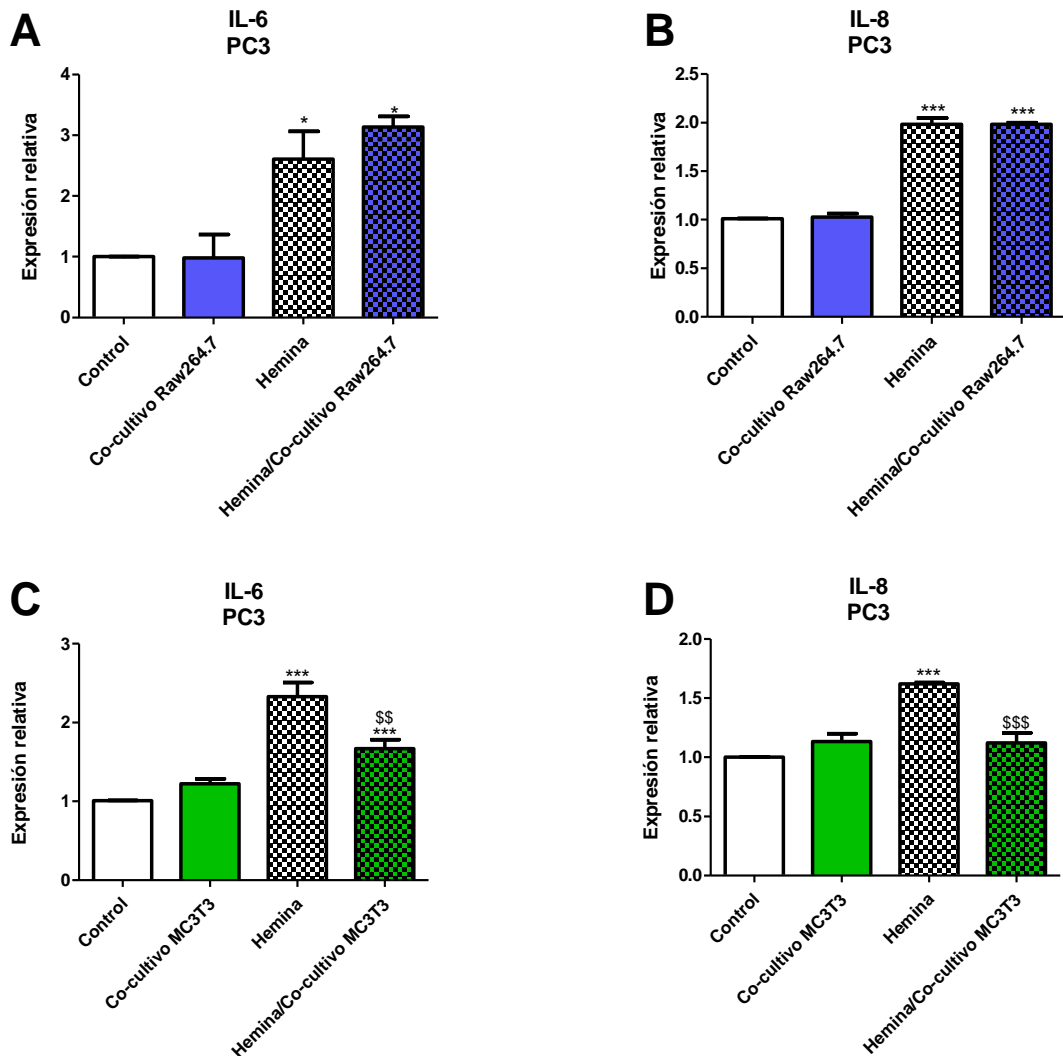 A
IL-6
PC3
Expresión relativa
4
3
2
1
0
*
*
Control
Co-cultivo Raw264.7
Hemina
Hemina/Co-cultivo Raw264.7
B
IL-8
PC3
Expresión relativa
2.5
2.0
1.5
1.0
0.5
0.0
***
***
Control
Co-cultivo Raw264.7
Hemina
Hemina/Co-cultivo Raw264.7
C
IL-6
PC3
Expresión relativa
3
2
1
0
***
$$
***
Control
Co-cultivo MC3T3
Hemina
Hemina/Co-cultivo MC3T3
D
IL-8
PC3
Expresión relativa
2.0
1.5
1.0
0.5
0.0
***
$$$
Control
Co-cultivo MC3T3
Hemina
Hemina/Co-cultivo MC3T3